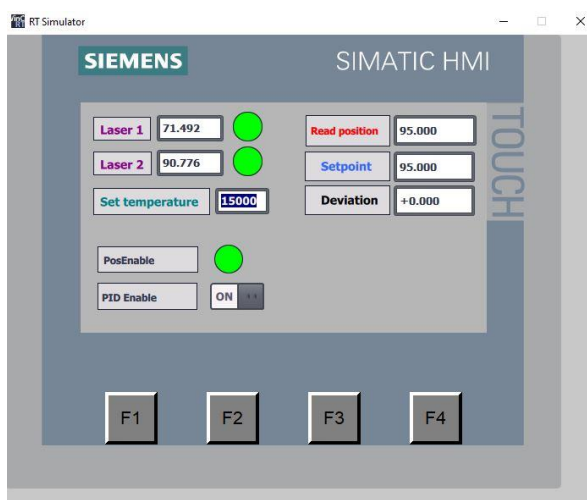 RT Simulator
SIEMENS
SIMATIC HMI
TOUCH
Laser 1 71.492
Laser 2 90.776
Set temperature 15000
Read position 95.000
Setpoint 95.000
Deviation +0.000
PosEnable
PID Enable ON
F1 F2 F3 F4